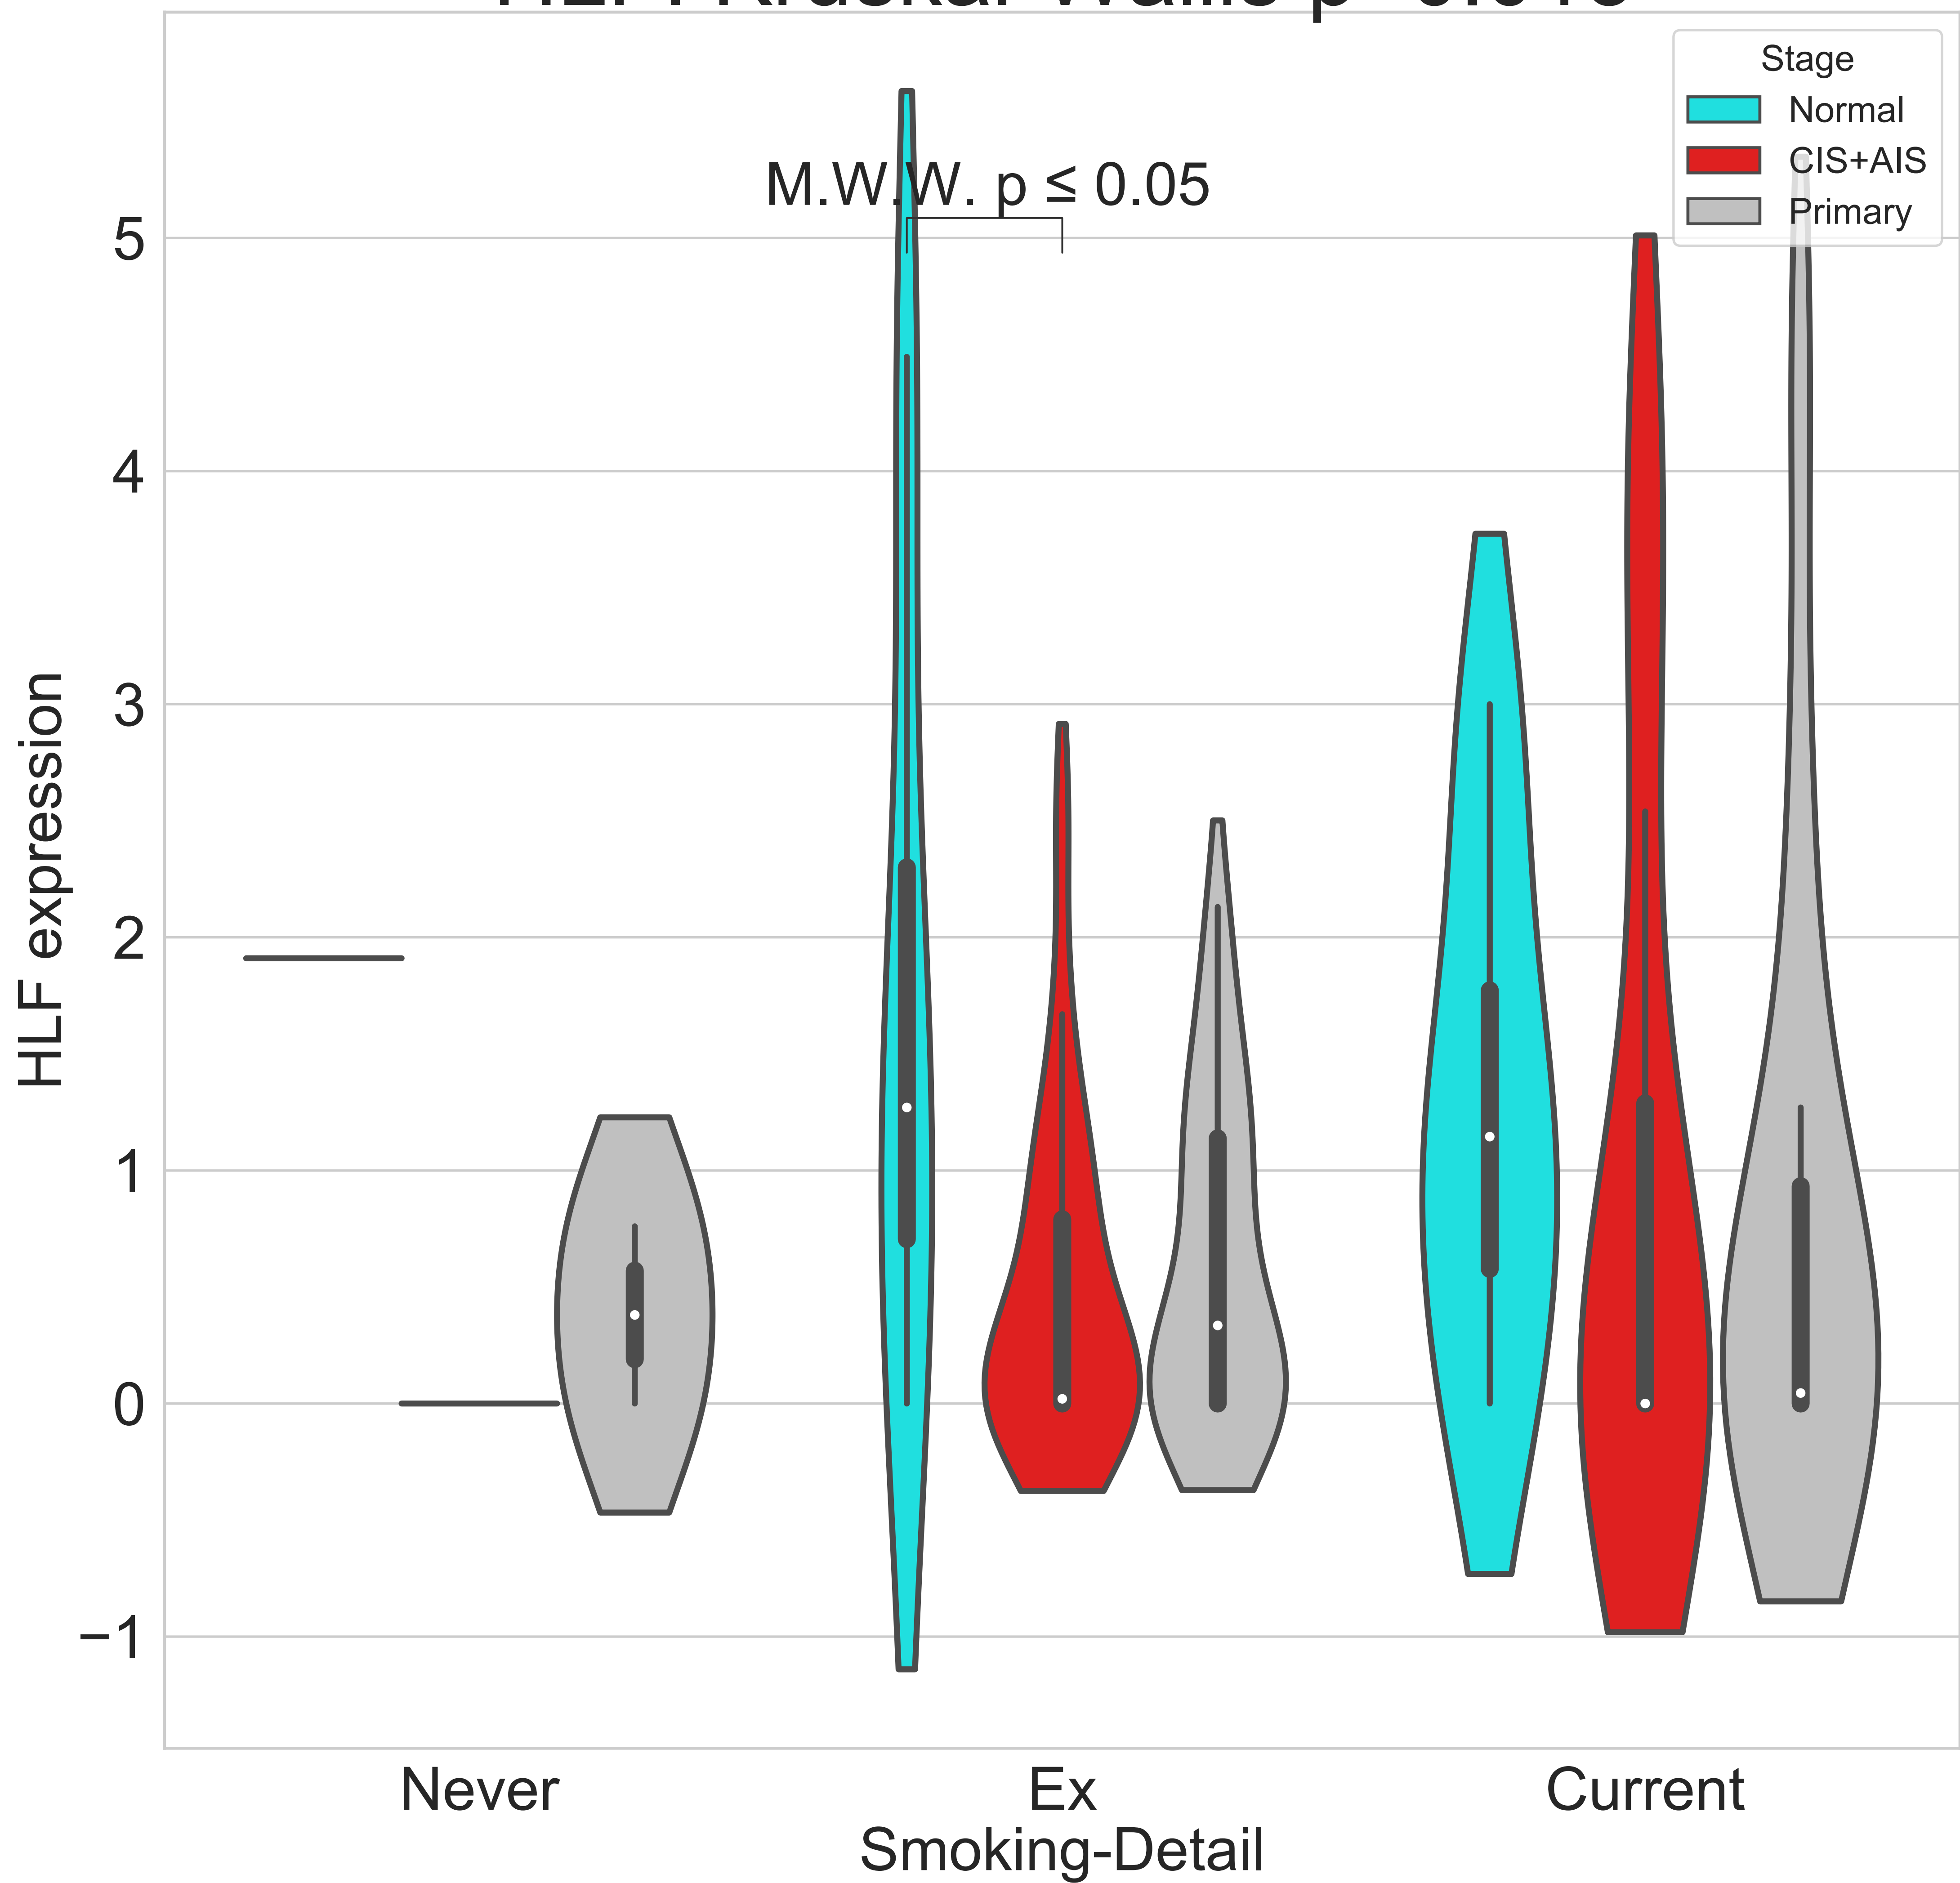 Stage
Normal
CIS+AIS
Primary
M.W.W. p ≤ 0.05
5
4
3
2
1
0
−1
HLF expression
Never
Ex
Current
Smoking-Detail